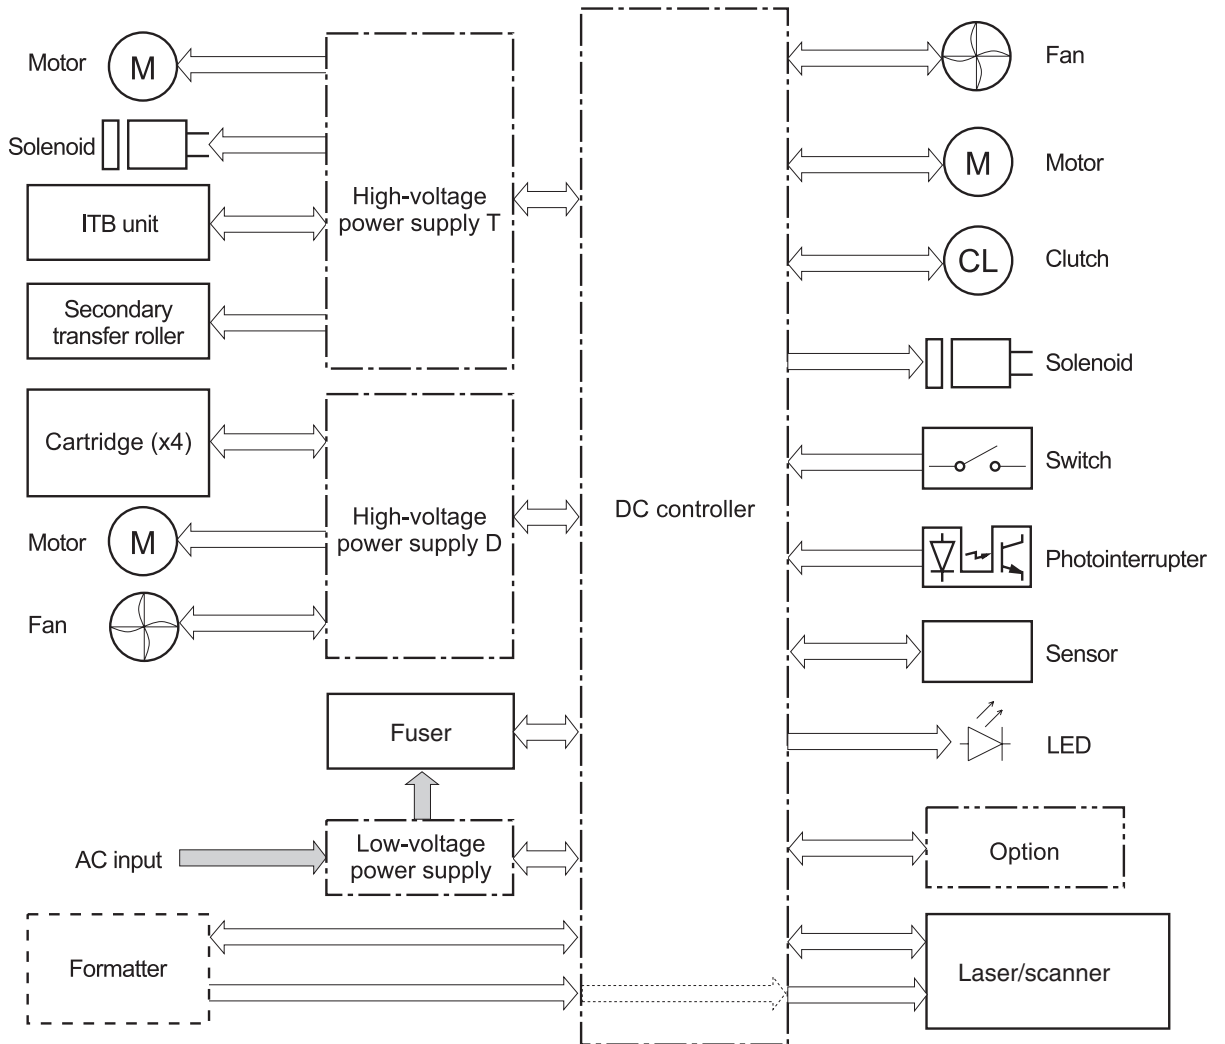 Motor
M
Solenoid
ITB unit
Secondary
transfer roller
High-voltage
power supply T
Cartridge (x4)
Motor
M
Fan
High-voltage
power supply D
Fuser
AC input
Low-voltage
power supply
Formatter
DC controller
Fan
M
Motor
CL
Clutch
Solenoid
Switch
Photointerrupter
Sensor
LED
Option
Laser/scanner